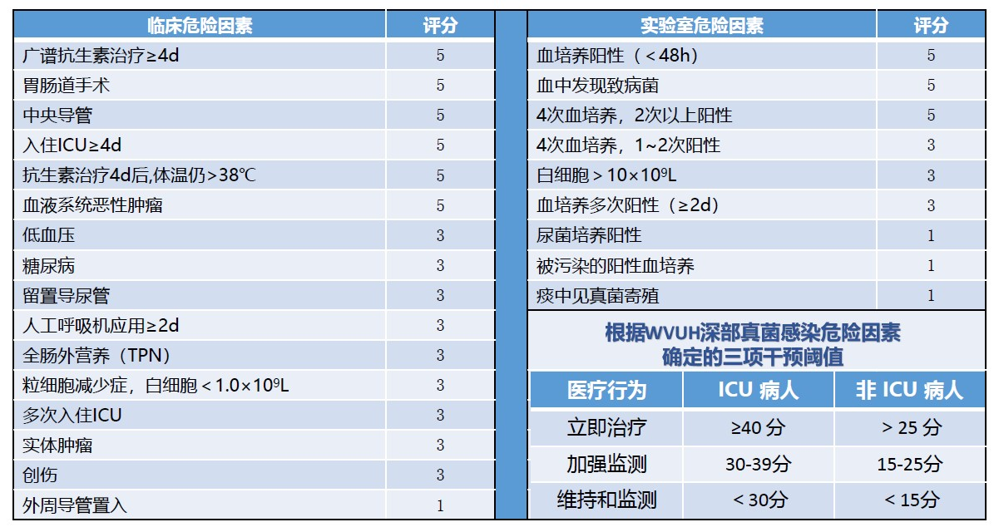 临床危险因素 评分
广谱抗生素治疗≥4d 5
胃肠道手术 5
中央导管 5
入住ICU≥4d 5
抗生素治疗4d后,体温仍>38℃ 5
血液系统恶性肿瘤 5
低血压 3
糖尿病 3
留置导尿管 3
人工呼吸机应用≥2d 3
全肠外营养（TPN） 3
粒细胞减少症，白细胞＜1.0×10⁹L 3
多次入住ICU 3
实体肿瘤 3
创伤 3
外周导管置入 1
实验室危险因素 评分
血培养阳性（＜48h） 5
血中发现致病菌 5
4次血培养，2次以上阳性 5
4次血培养，1~2次阳性 3
白细胞＞10×10⁹L 3
血培养多次阳性（≥2d） 3
尿菌培养阳性 1
被污染的阳性血培养 1
痰中见真菌寄殖 1
根据WVUH深部真菌感染危险因素
确定的三项干预阈值
医疗行为 ICU 病人 非 ICU 病人
立即治疗 ≥40 分 ＞25 分
加强监测 30-39分 15-25分
维持和监测 ＜30分 ＜15分